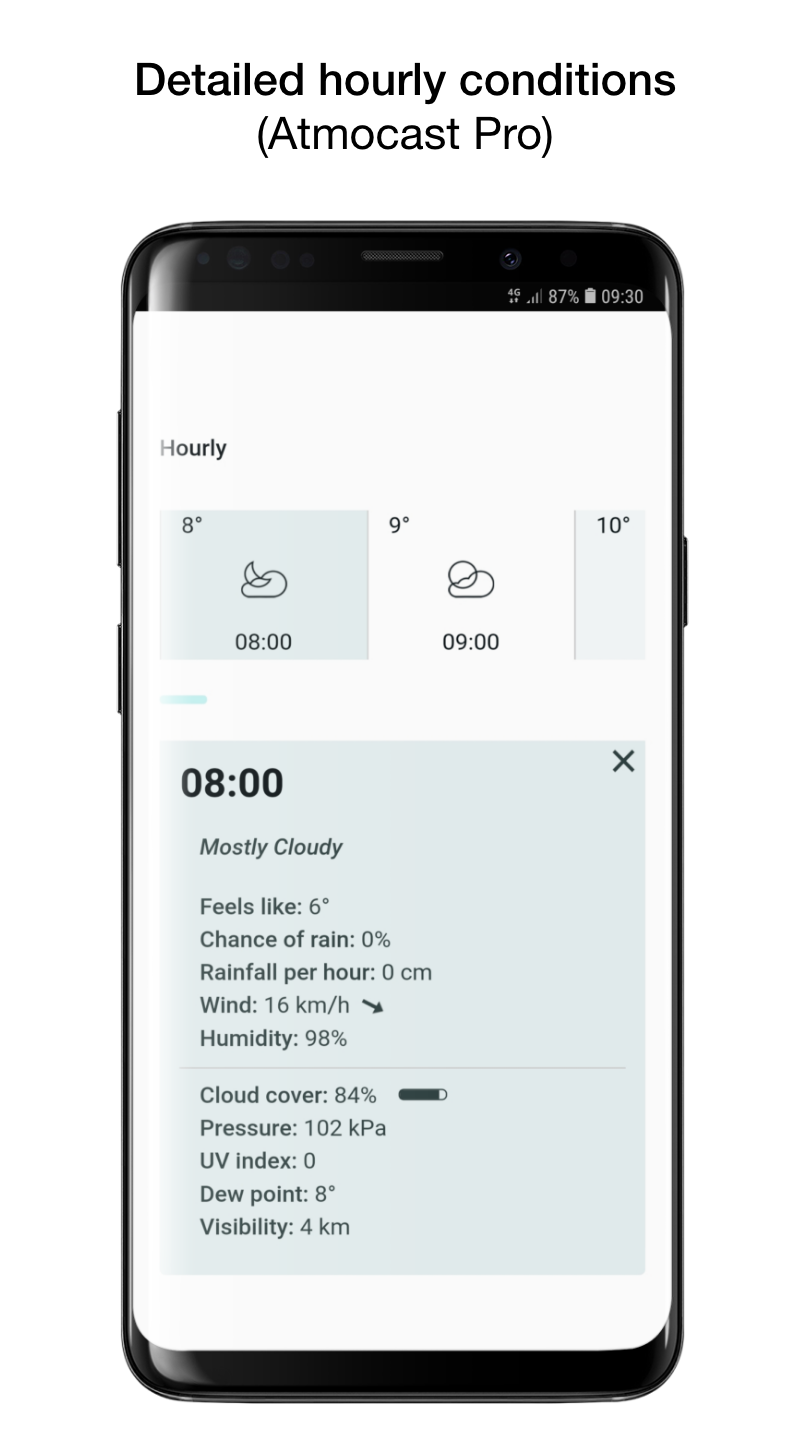 Detailed hourly conditions
(Atmocast Pro)
4G 87% 09:30
Hourly
8° 9° 10°
08:00 09:00
08:00
Mostly Cloudy
Feels like: 6°
Chance of rain: 0%
Rainfall per hour: 0 cm
Wind: 16 km/h
Humidity: 98%
Cloud cover: 84%
Pressure: 102 kPa
UV index: 0
Dew point: 8°
Visibility: 4 km